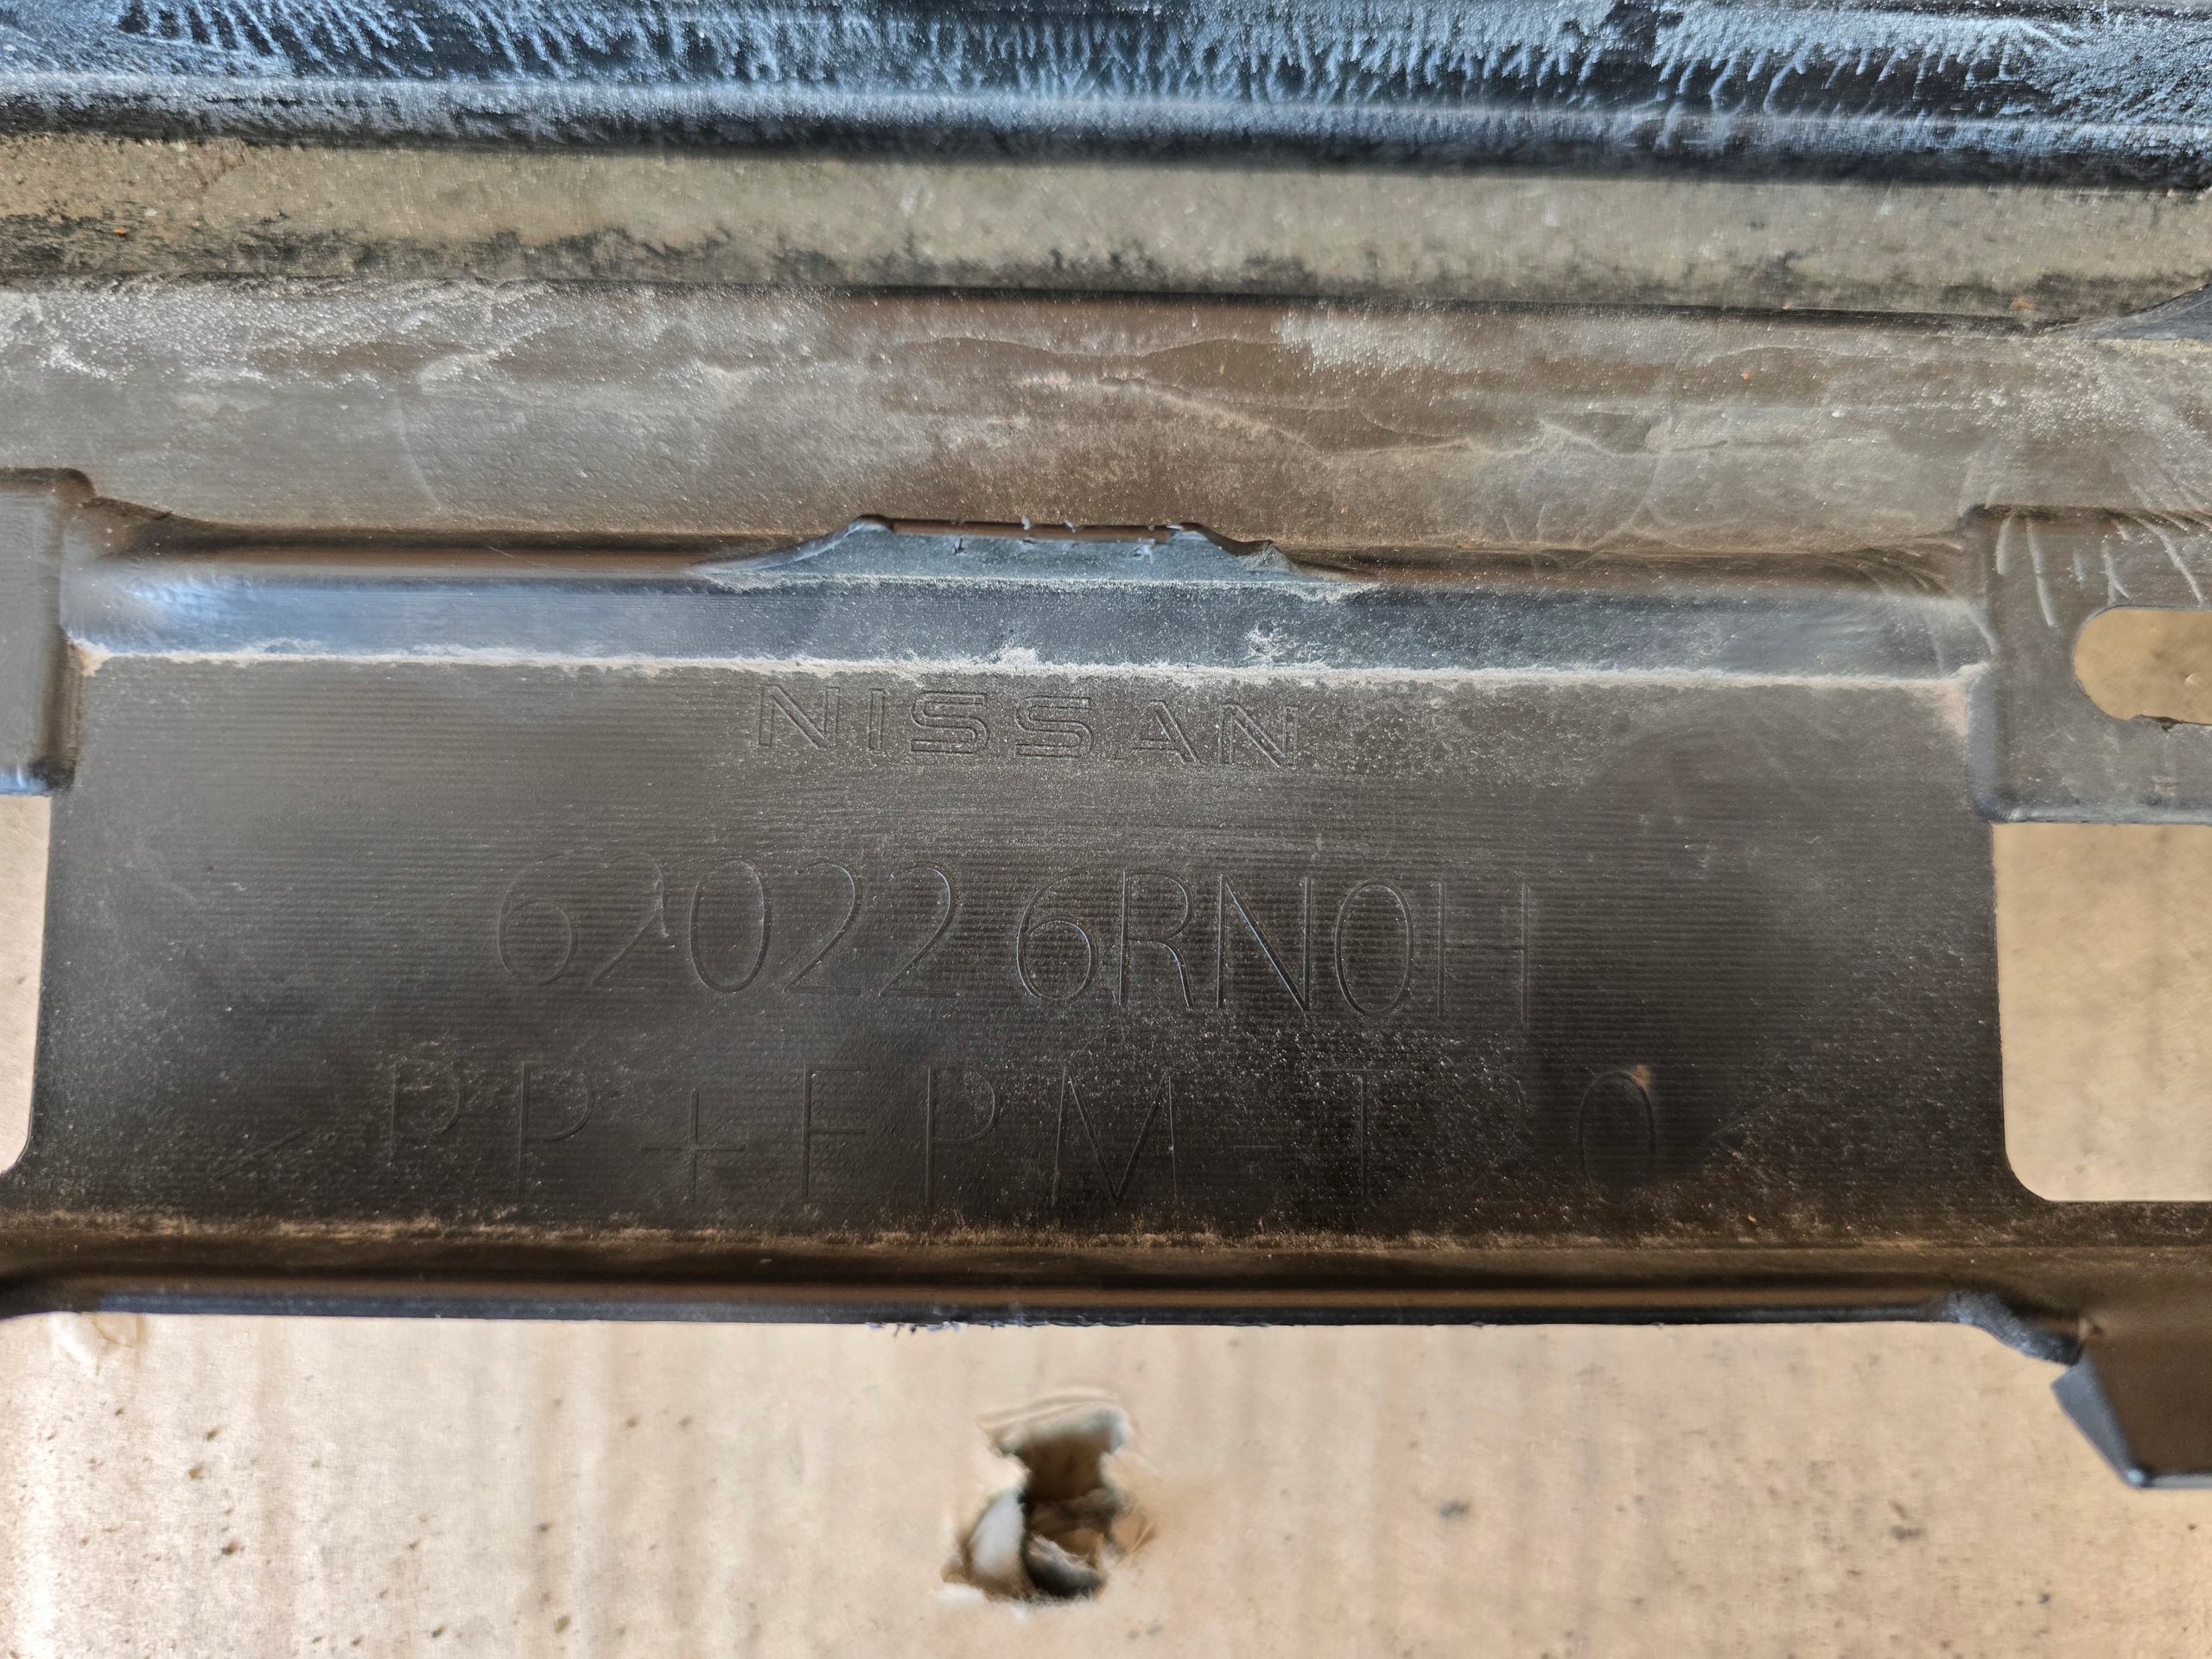 NISSAN
62022 6RN0H
>PP+EPM-T20<